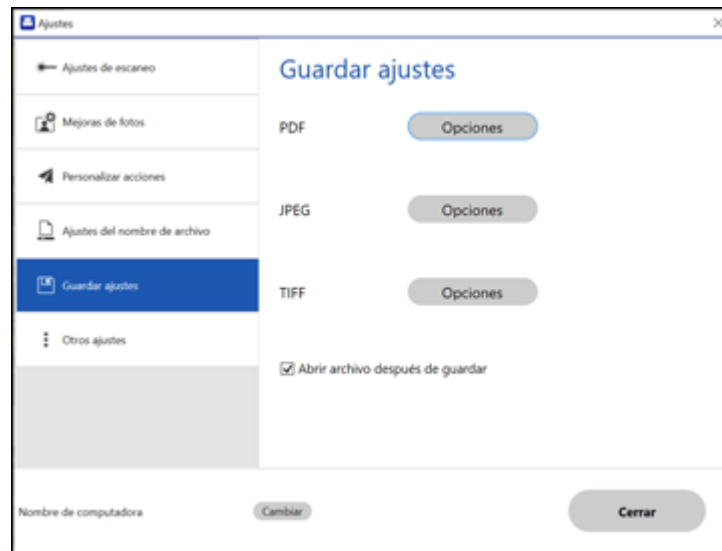 Ajustes
Ajustes de escaneo
Mejoras de fotos
Personalizar acciones
Ajustes del nombre de archivo
Guardar ajustes
Otros ajustes
Guardar ajustes
PDF Opciones
JPEG Opciones
TIFF Opciones
Abrir archivo después de guardar
Nombre de computadora Cambiar Cerrar